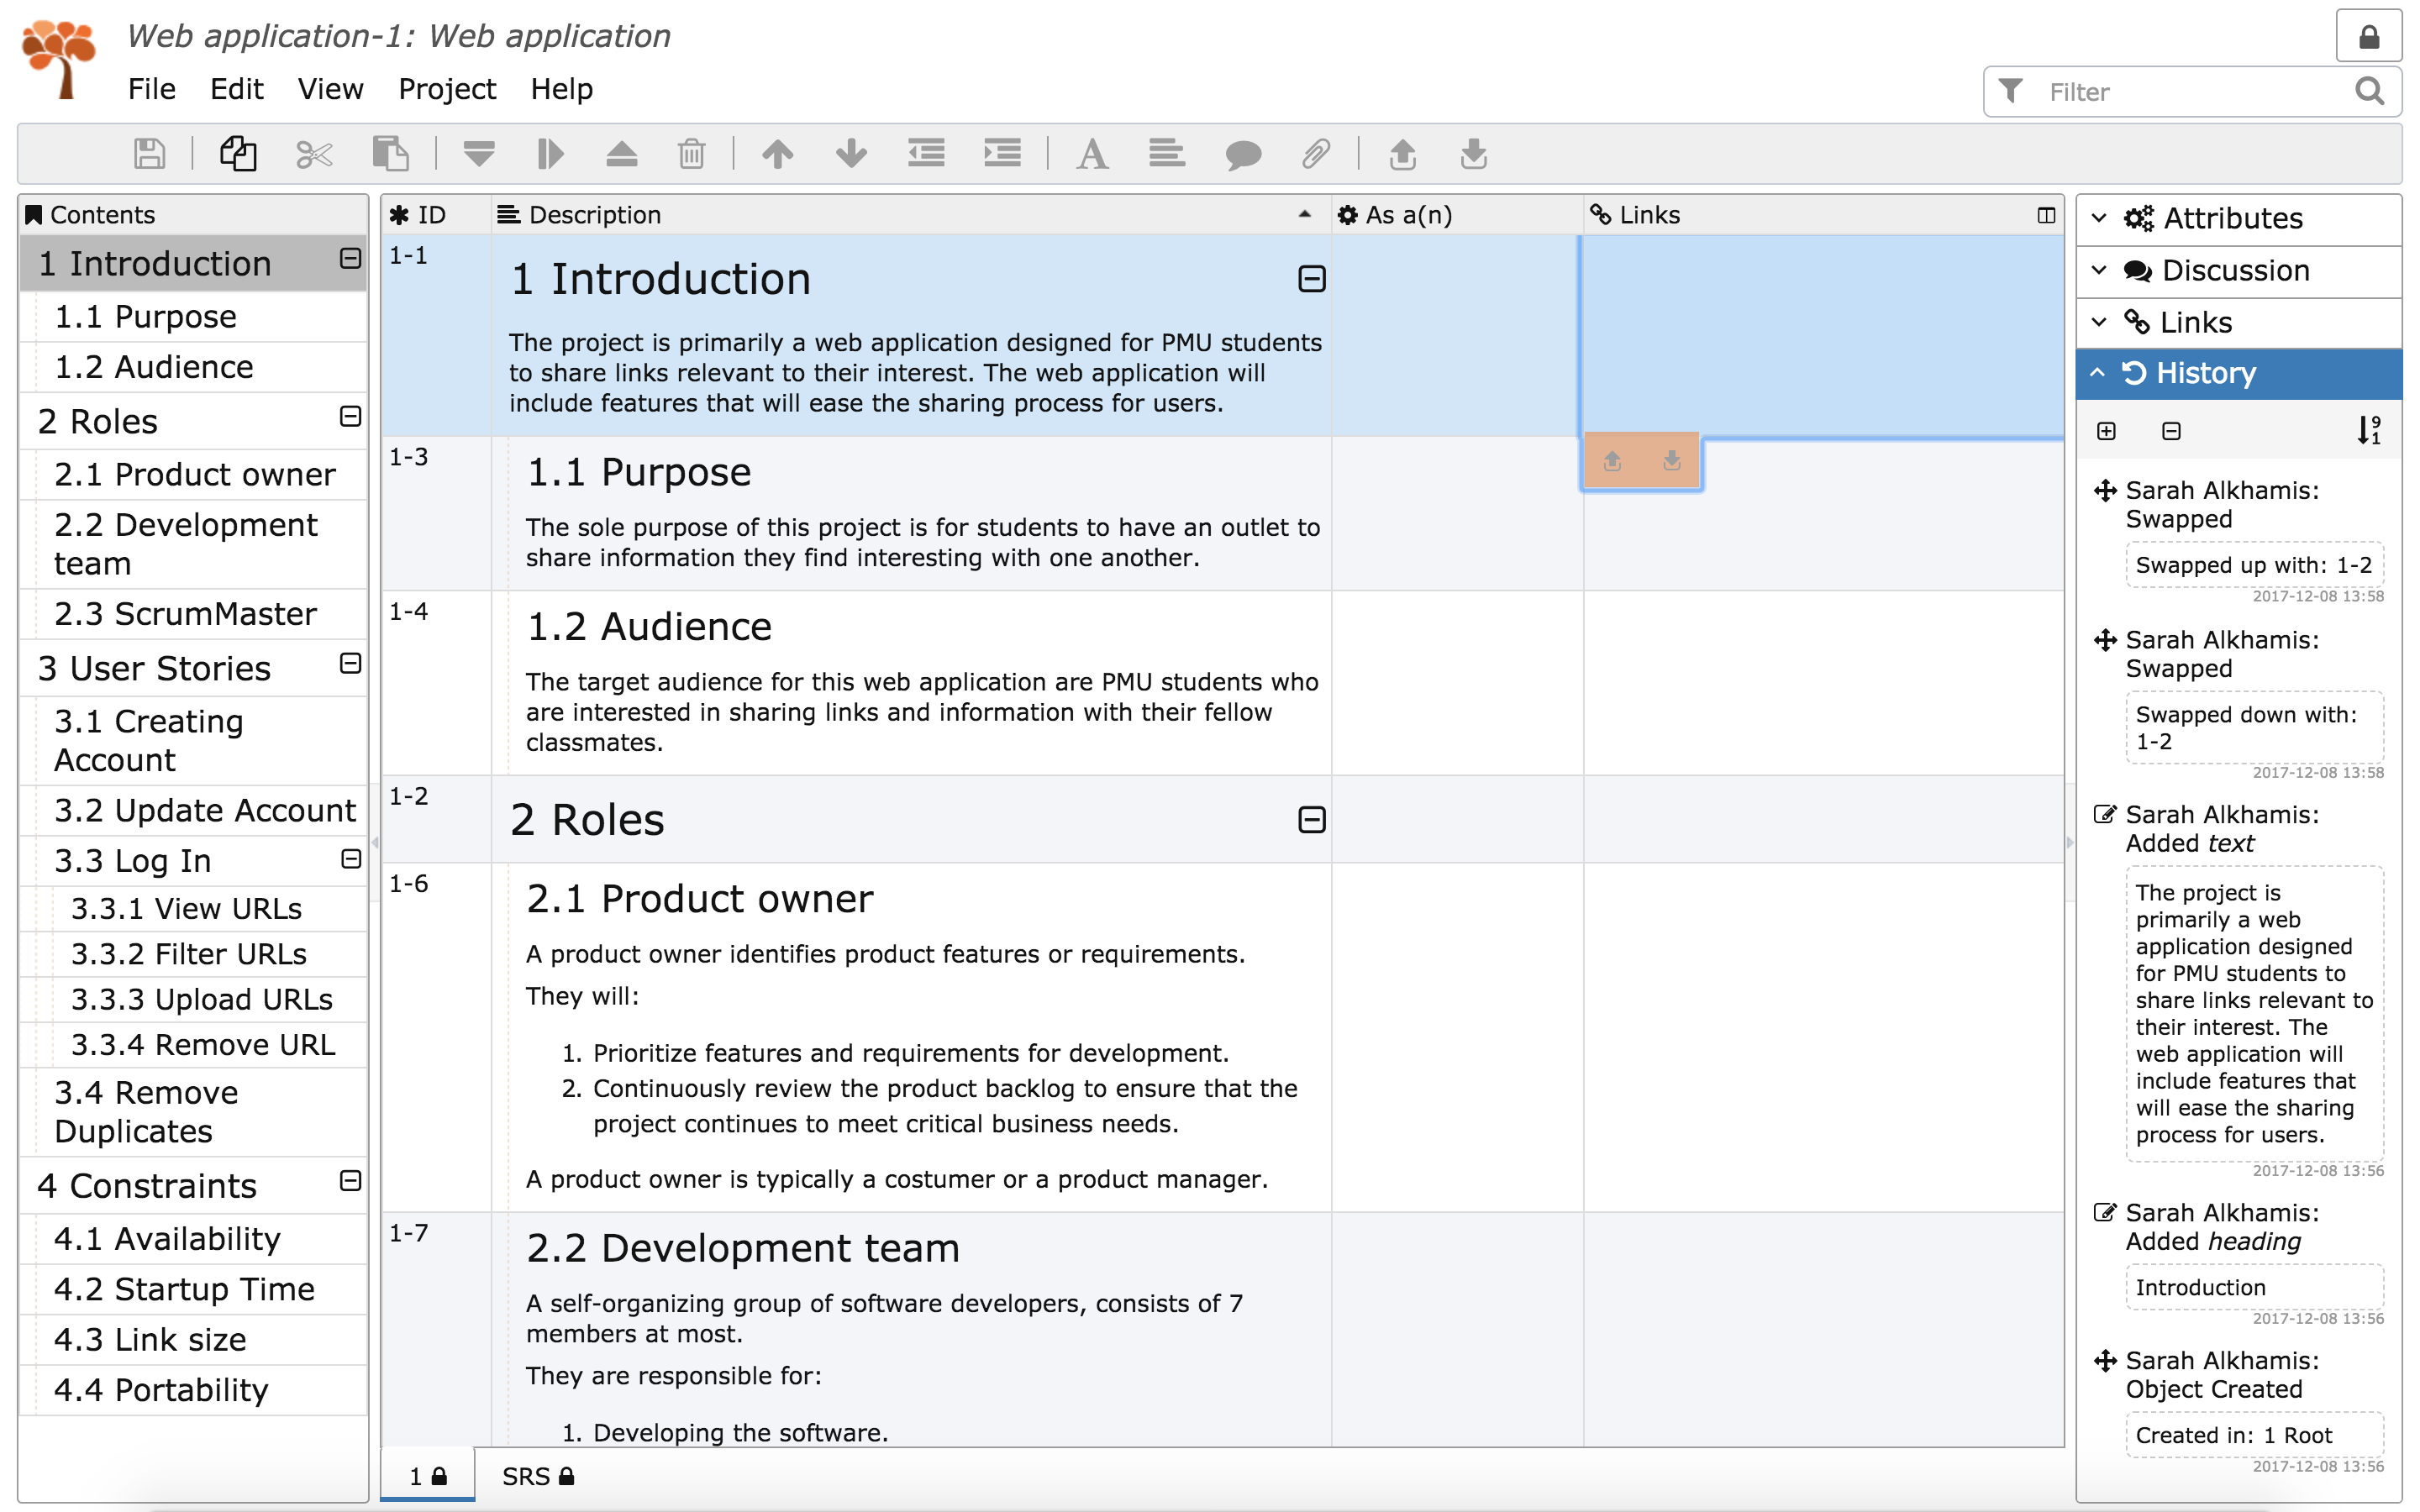 Web application-1: Web application
File Edit View Project Help
Filter
Contents
1 Introduction
1.1 Purpose
1.2 Audience
2 Roles
2.1 Product owner
2.2 Development
team
2.3 ScrumMaster
3 User Stories
3.1 Creating
Account
3.2 Update Account
3.3 Log In
3.3.1 View URLs
3.3.2 Filter URLs
3.3.3 Upload URLs
3.3.4 Remove URL
3.4 Remove
Duplicates
4 Constraints
4.1 Availability
4.2 Startup Time
4.3 Link size
4.4 Portability
ID Description As a(n) Links
1-1
1 Introduction
The project is primarily a web application designed for PMU students
to share links relevant to their interest. The web application will
include features that will ease the sharing process for users.
1-3
1.1 Purpose
The sole purpose of this project is for students to have an outlet to
share information they find interesting with one another.
1-4
1.2 Audience
The target audience for this web application are PMU students who
are interested in sharing links and information with their fellow
classmates.
1-2
2 Roles
1-6
2.1 Product owner
A product owner identifies product features or requirements.
They will:
1. Prioritize features and requirements for development.
2. Continuously review the product backlog to ensure that the
project continues to meet critical business needs.
A product owner is typically a costumer or a product manager.
1-7
2.2 Development team
A self-organizing group of software developers, consists of 7
members at most.
They are responsible for:
1. Developing the software.
1 SRS
Attributes
Discussion
Links
History
9
1
Sarah Alkhamis:
Swapped
Swapped up with: 1-2
2017-12-08 13:58
Sarah Alkhamis:
Swapped
Swapped down with:
1-2
2017-12-08 13:58
Sarah Alkhamis:
Added text
The project is
primarily a web
application designed
for PMU students to
share links relevant to
their interest. The
web application will
include features that
will ease the sharing
process for users.
2017-12-08 13:56
Sarah Alkhamis:
Added heading
Introduction
2017-12-08 13:56
Sarah Alkhamis:
Object Created
Created in: 1 Root
2017-12-08 13:56